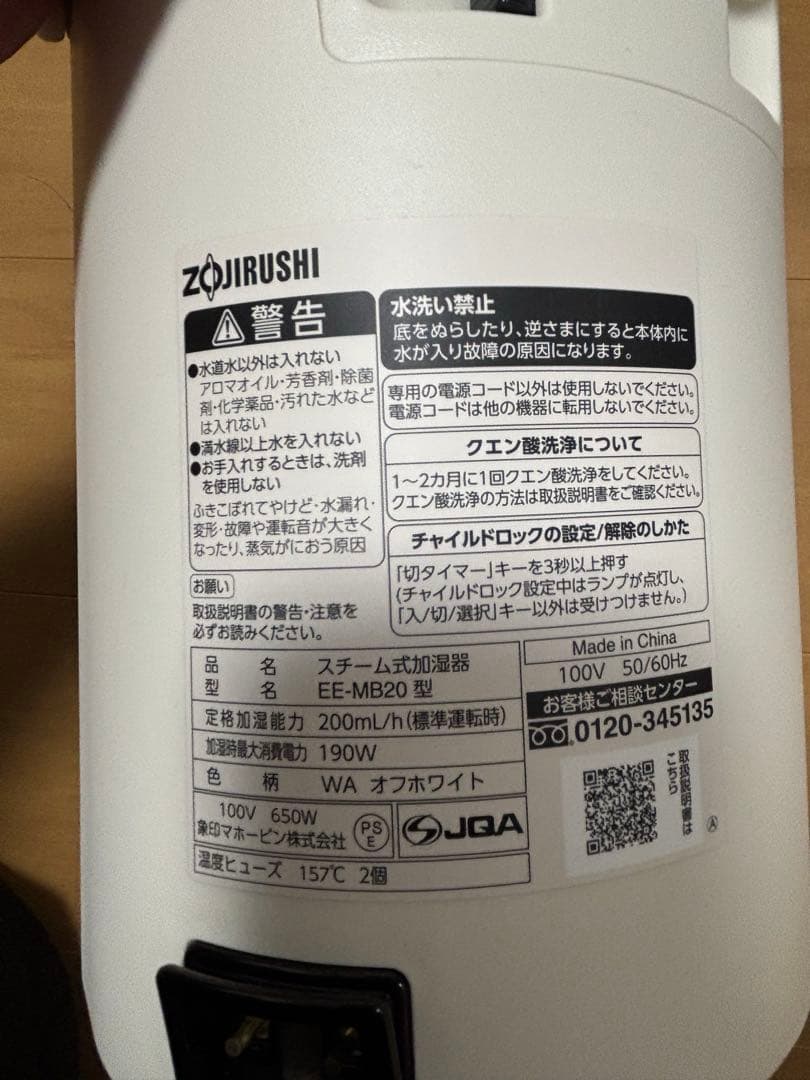 ZOJIRUSHI
警告
●水道水以外は入れない
アロマオイル・芳香剤・除菌
剤・化学薬品・汚れた水など
は入れない
●満水線以上水を入れない
●お手入れするときは、洗剤
を使用しない
ふきこぼれてやけど・水漏れ・
変形・故障や運転音が大きく
なったり、蒸気がにおう原因
お願い
取扱説明書の警告・注意を
必ずお読みください。
水洗い禁止
底をぬらしたり、逆さまにすると本体内に
水が入り故障の原因になります。
専用の電源コード以外は使用しないでください。
電源コードは他の機器に転用しないでください。
クエン酸洗浄について
1〜2カ月に1回クエン酸洗浄をしてください。
クエン酸洗浄の方法は取扱説明書をご確認ください。
チャイルドロックの設定/解除のしかた
「切タイマー」キーを3秒以上押す
(チャイルドロック設定中はランプが点灯し、
「入/切/選択」キー以外は受けつけません。)
品名 スチーム式加湿器
型名 EE-MB20 型
定格加湿能力 200mL/h(標準運転時)
加湿時最大消費電力 190W
色柄 WA オフホワイト
100V 650W
象印マホービン株式会社
PS
E
JQA
温度ヒューズ 157℃ 2個
Made in China
100V 50/60Hz
お客様ご相談センター
0120-345135
取扱説明書は
こちら
A